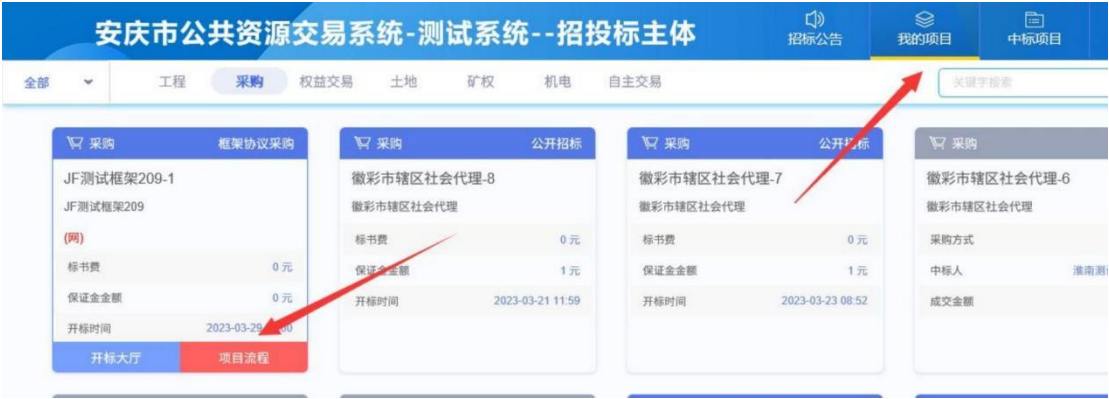 安庆市公共资源交易系统-测试系统--招投标主体
招标公告
我的项目
中标项目
全部
工程
采购
权益交易
土地
矿权
机电
自主交易
关键字搜索
采购 框架协议采购
JF测试框架209-1
JF测试框架209
(网)
标书费 0 元
保证金金额 0 元
开标时间 2023-03-29
开标大厅 项目流程
采购 公开招标
徽彩市辖区社会代理-8
徽彩市辖区社会代理
标书费 0 元
保证金金额 1 元
开标时间 2023-03-21 11:59
采购 公开招标
徽彩市辖区社会代理-7
徽彩市辖区社会代理
标书费 0 元
保证金金额 1 元
开标时间 2023-03-23 08:52
采购
徽彩市辖区社会代理-6
徽彩市辖区社会代理
采购方式
中标人 淮南测
成交金额